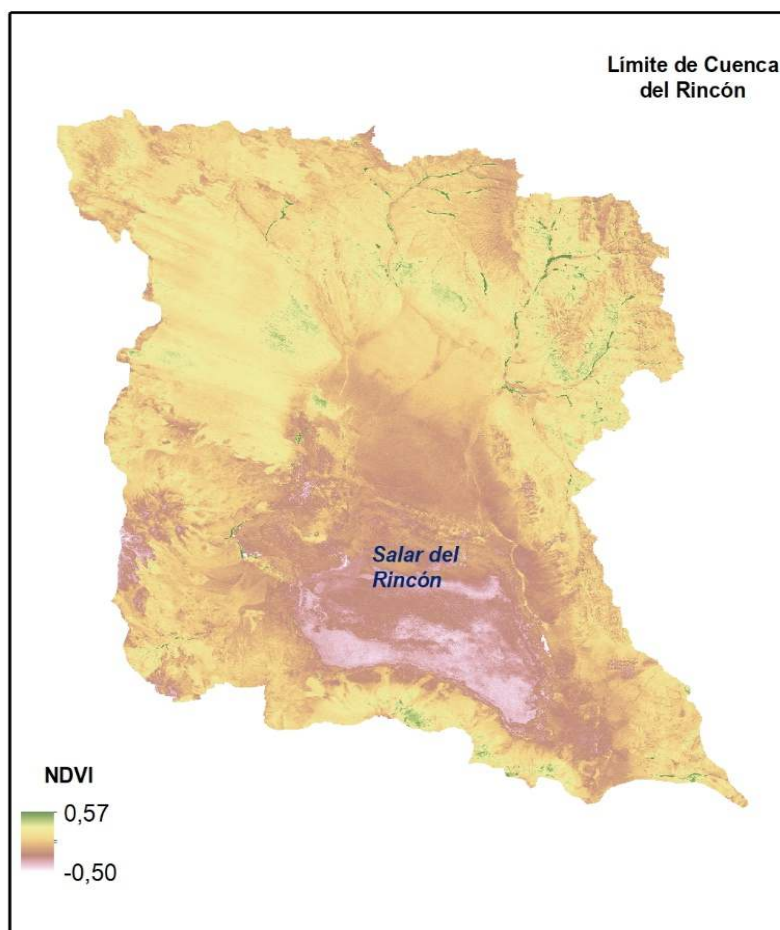 Límite de Cuenca
del Rincón
Salar del
Rincón
NDVI
0,57
-0,50